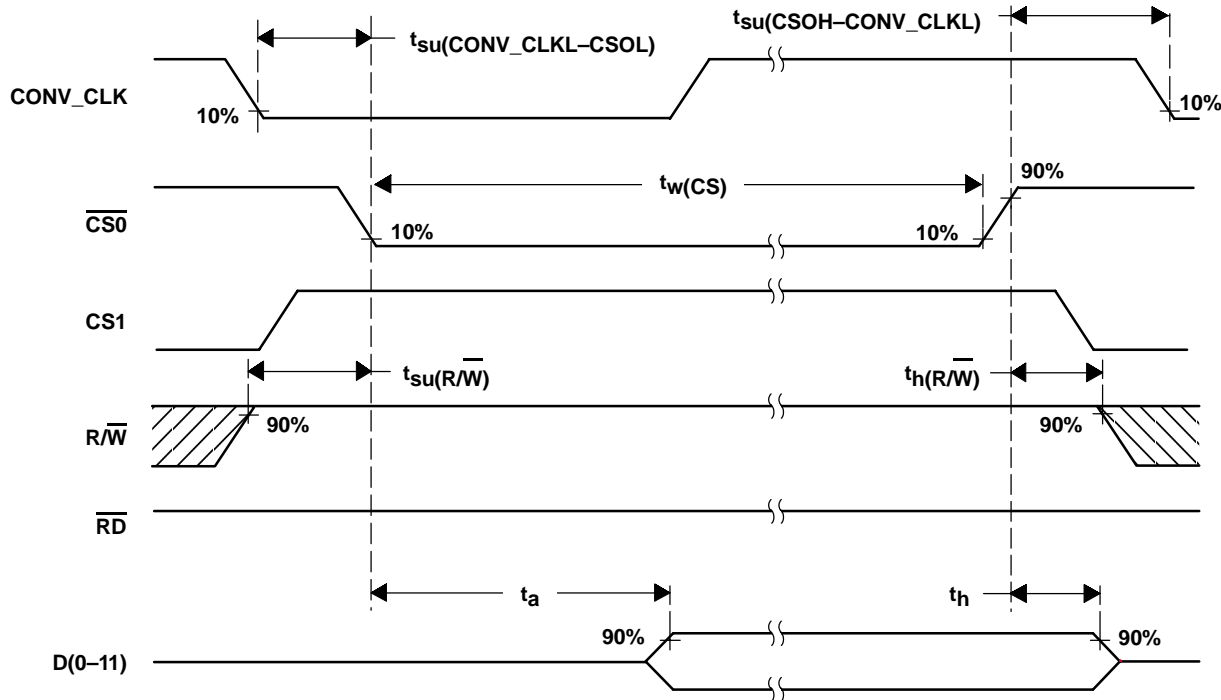 tsu(CONV_CLKL–CSOL)
tsu(CSOH–CONV_CLKL)
CONV_CLK
10%
10%
CS0
tw(CS)
90%
10%
10%
CS1
tsu(R/W)
th(R/W)
R/W
90%
90%
RD
ta
th
90%
90%
D(0–11)